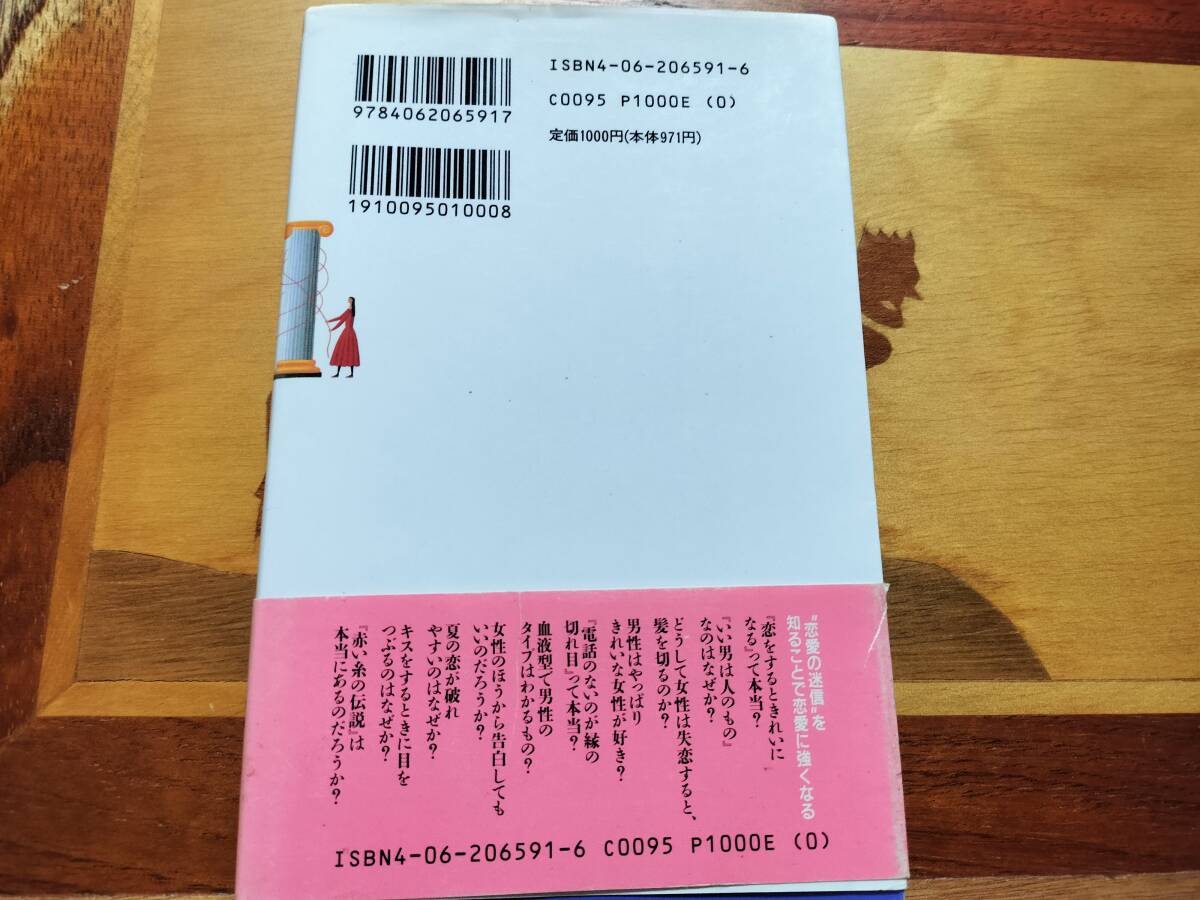 ISBN4-06-206591-6
9784062065917
C0095 P1000E (0)
定価1000円(本体971円)
1910095010008
“恋愛の迷信”を
知ることで恋愛に強くなる
『恋をするときれいに
なる』って本当?
『いい男は人のもの』
なのはなぜか?
どうして女性は失恋すると、
髪を切るのか?
男性はやっぱり
きれいな女性が好き?
『電話のないのが縁の
切れ目』って本当?
血液型で男性の
タイプはわかるもの?
女性のほうから告白しても
いいのだろうか?
夏の恋が破れ
やすいのはなぜか?
キスをするときに目を
つぶるのはなぜか?
『赤い糸の伝説』は
本当にあるのだろうか?
ISBN4-06-206591-6 C0095 P1000E (0)